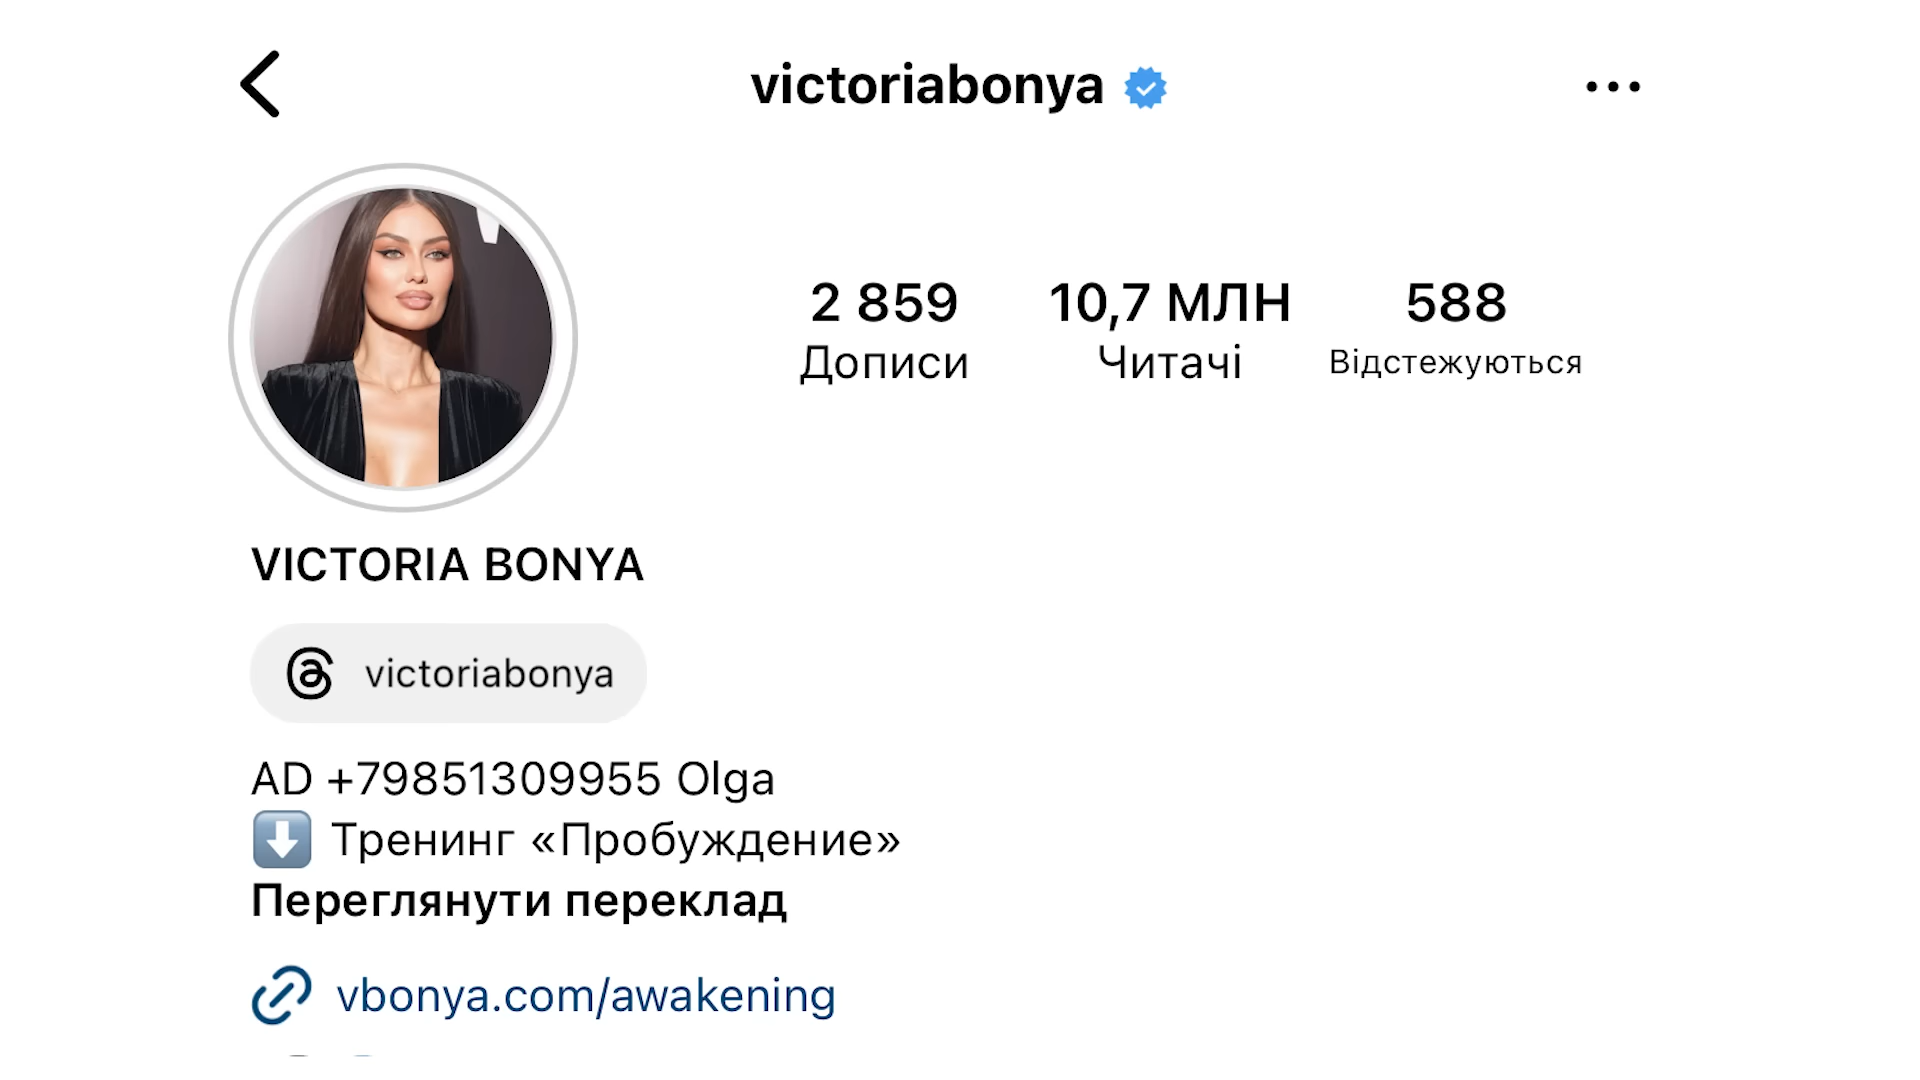 victoriabonya
2 859
Дописи
10,7 МЛН
Читачі
588
Відстежуються
VICTORIA BONYA
victoriabonya
AD +79851309955 Olga
⬇️ Тренинг «Пробуждение»
Переглянути переклад
vbonya.com/awakening